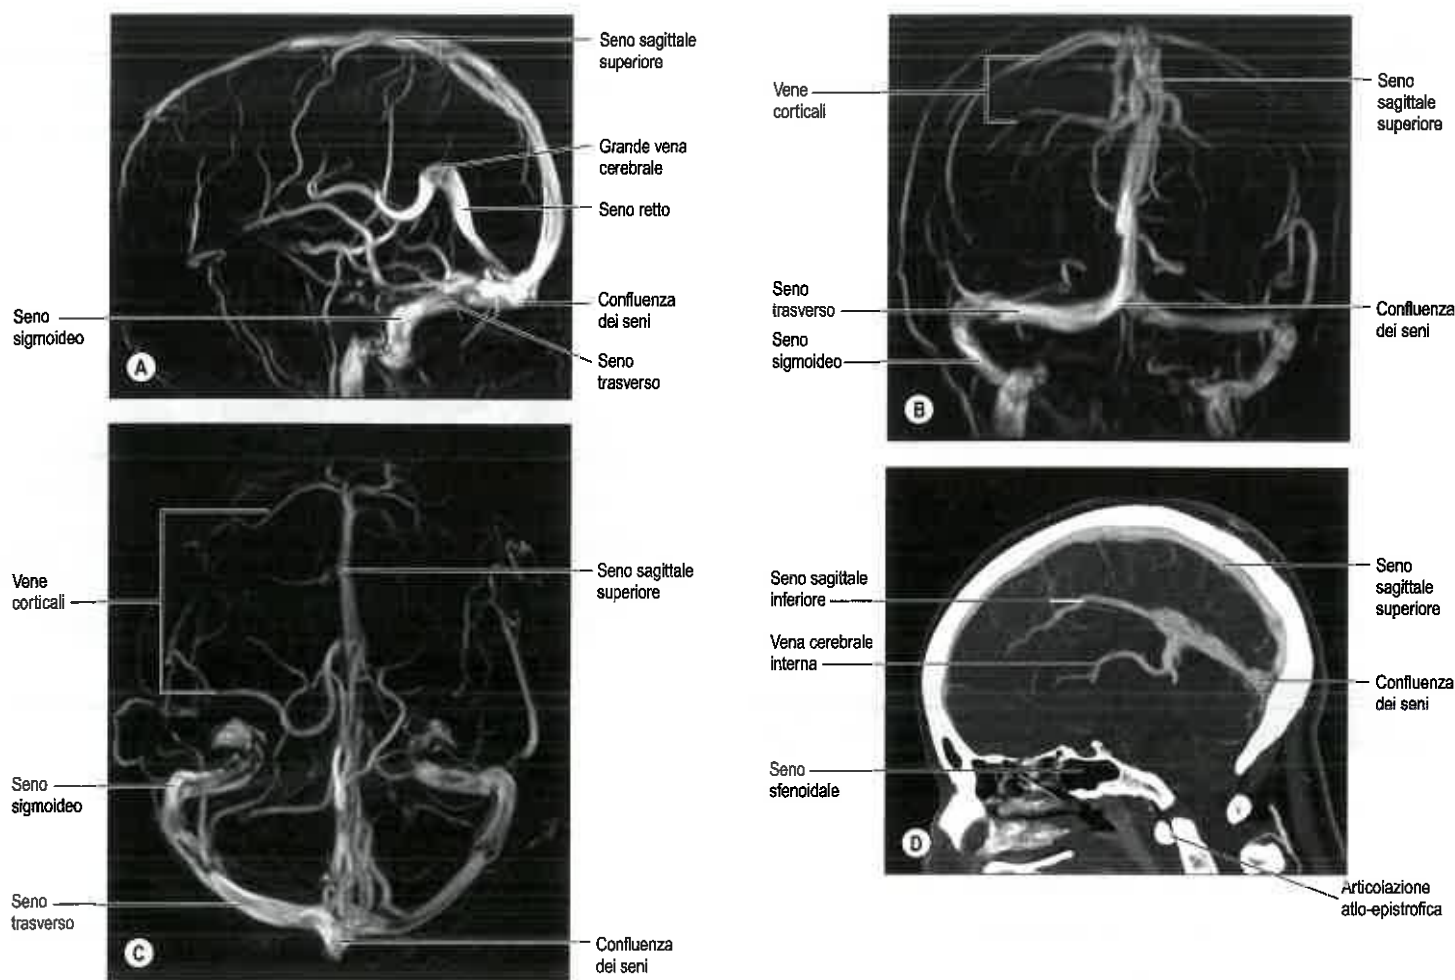 Seno sagittale
superiore
Grande vena
cerebrale
Seno retto
Confluenza
dei seni
Seno
trasverso
Seno
sigmoideo
A
Vene
corticali
Seno
sagittale
superiore
Seno
trasverso
Seno
sigmoideo
Confluenza
dei seni
B
Vene
corticali
Seno sagittale
superiore
Seno
sigmoideo
Seno
trasverso
Confluenza
dei seni
C
Seno sagittale
inferiore
Vena cerebrale
interna
Seno
sfenoidale
Seno
sagittale
superiore
Confluenza
dei seni
Articolazione
atlo-epistrofica
D